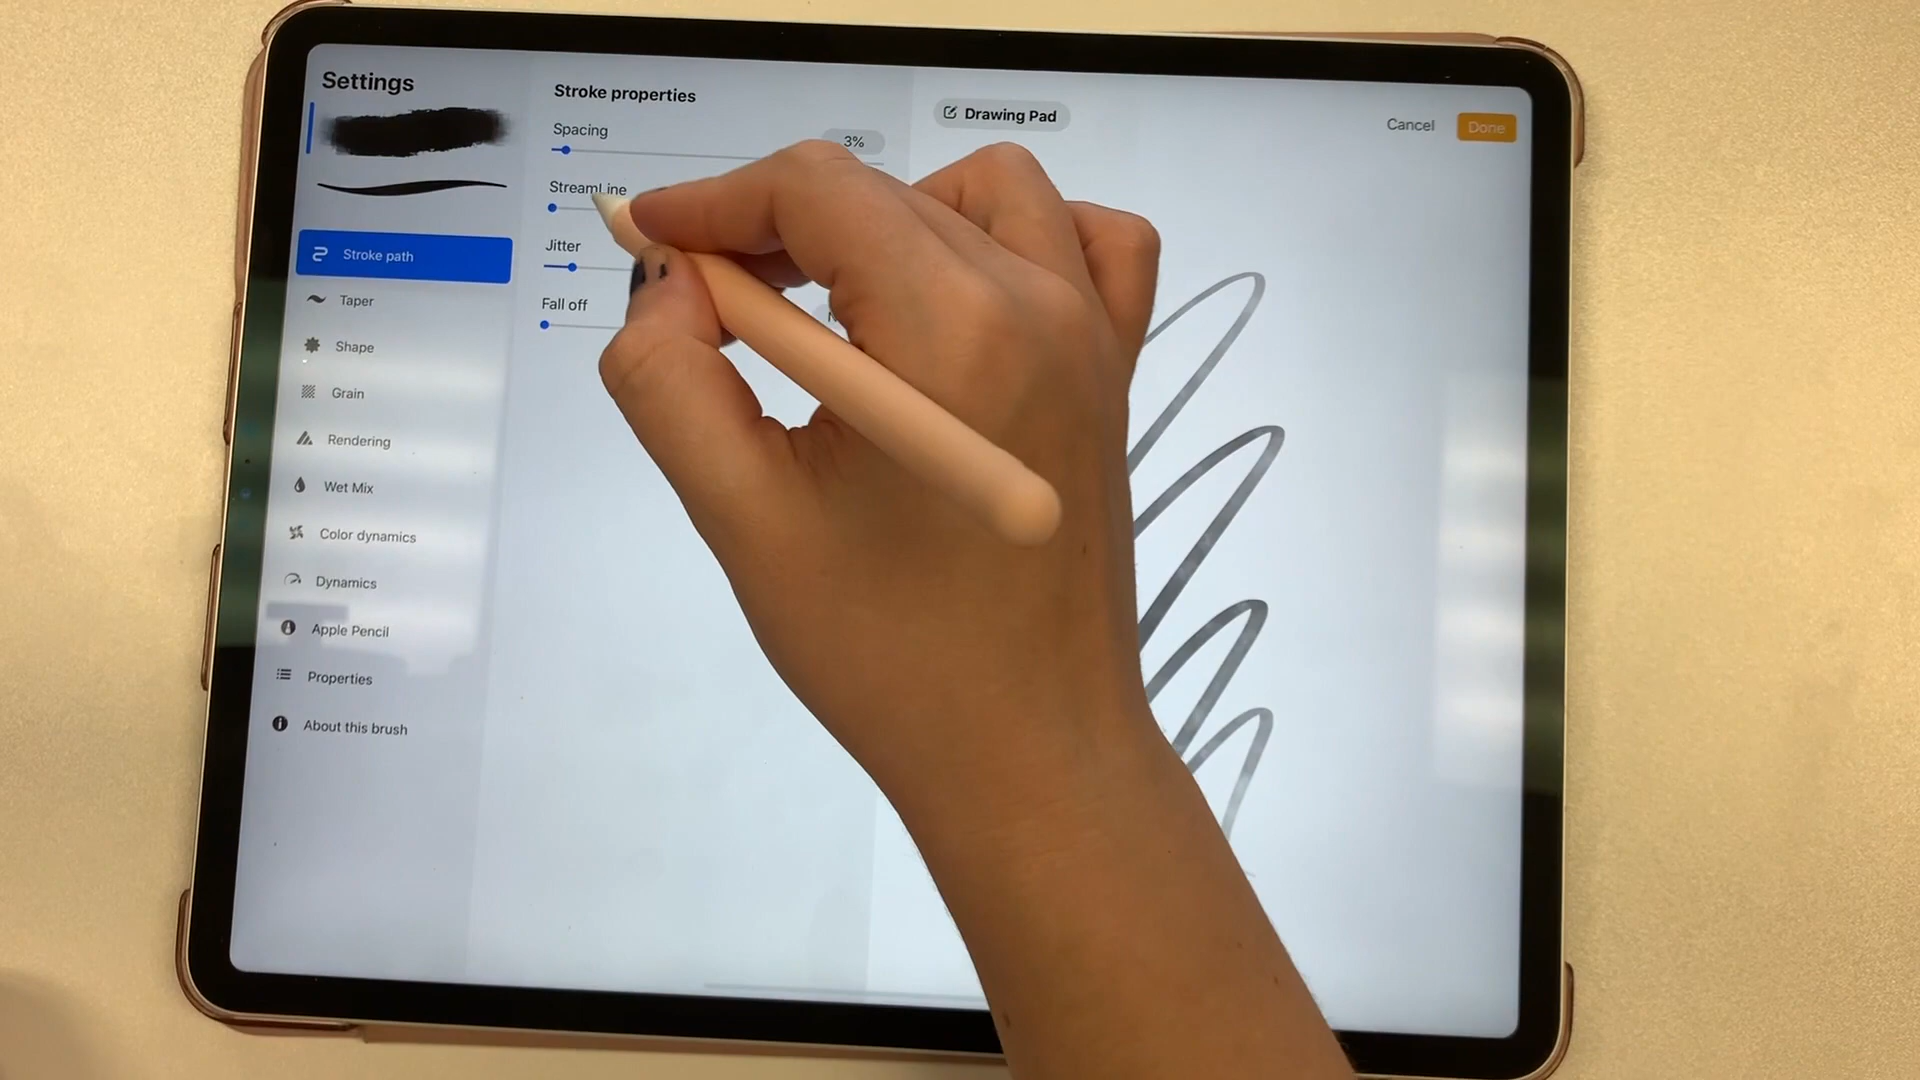 Settings
Stroke path
Taper
Shape
Grain
Rendering
Wet Mix
Color dynamics
Dynamics
Apple Pencil
Properties
About this brush
Stroke properties
Spacing
3%
StreamLine
Jitter
Fall off
Drawing Pad
Cancel
Done